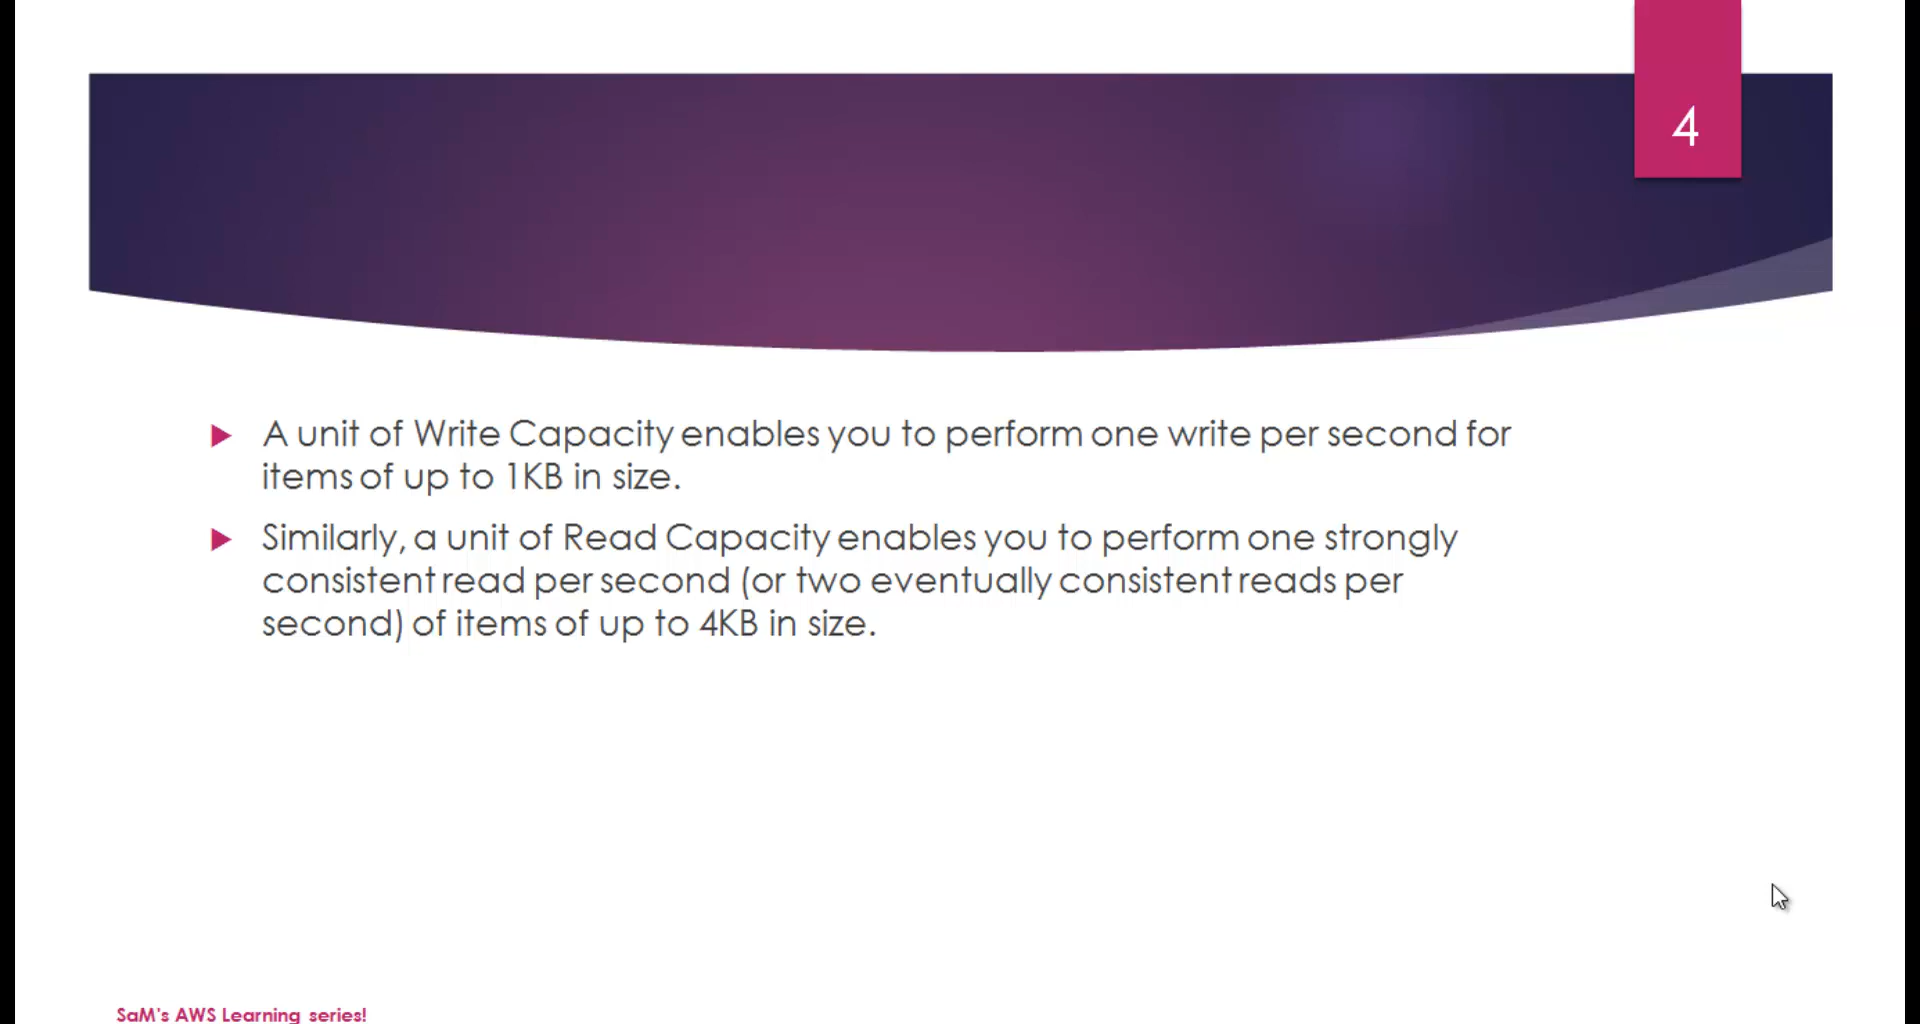 4
A unit of Write Capacity enables you to perform one write per second for
items of up to 1KB in size.
Similarly, a unit of Read Capacity enables you to perform one strongly
consistent read per second (or two eventually consistent reads per
second) of items of up to 4KB in size.
SaM's AWS Learning series!